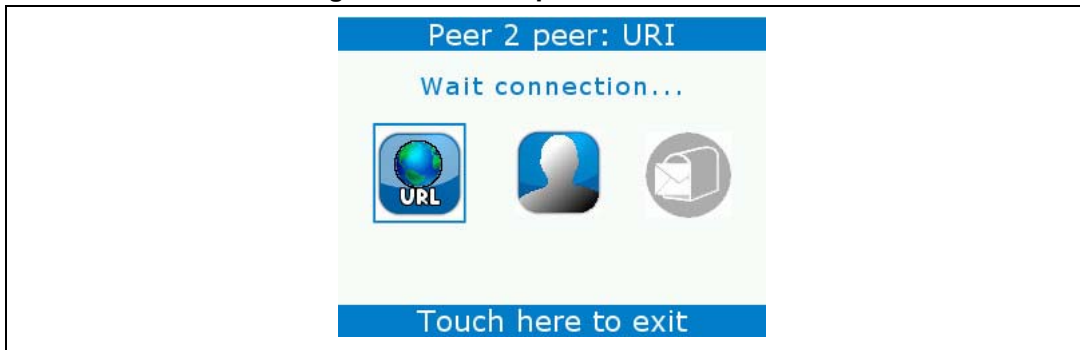 Peer 2 peer: URI
Wait connection...
URL
Touch here to exit